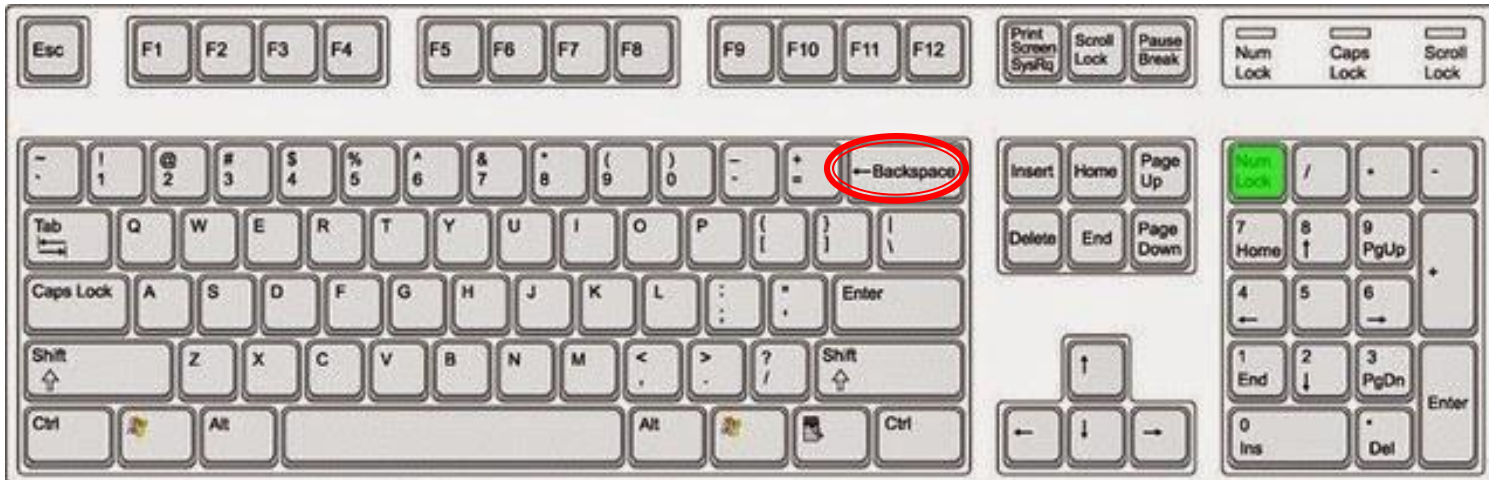 Esc F1 F2 F3 F4 F5 F6 F7 F8 F9 F10 F11 F12
Print
Screen
SysRq
Scroll
Lock
Pause
Break
Num
Lock
Caps
Lock
Scroll
Lock
~ ! @ # $ % ^ & * ( ) – +
` 1 2 3 4 5 6 7 8 9 0 - = ←Backspace
Insert Home Page
Up
Num
Lock
/ * -
Tab Q W E R T Y U I O P { } |
[ ] \
Delete End Page
Down
7 8 9
Home ↑ PgUp +
Caps Lock A S D F G H J K L : " Enter
; '
4 5 6
← →
Shift Z X C V B N M < > ? Shift
, . /
↑
1 2 3
End ↓ PgDn Enter
Ctrl Alt Alt Ctrl
← ↓ →
0 .
Ins Del